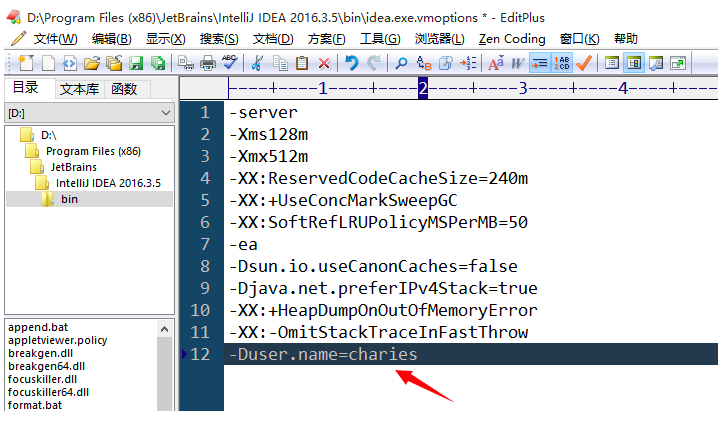 D:\Program Files (x86)\JetBrains\IntelliJ IDEA 2016.3.5\bin\idea.exe.vmoptions * - EditPlus
文件(W) 编辑(B) 显示(X) 搜索(S) 文档(D) 方案(F) 工具(G) 浏览器(L) Zen Coding 窗口(K) 帮助
目录 文本库 函数
----+----1----+----2----+----3----+----4----+----
[D:]
D:\
Program Files (x86)
JetBrains
IntelliJ IDEA 2016.3.5
bin
append.bat
appletviewer.policy
breakgen.dll
breakgen64.dll
focuskiller.dll
focuskiller64.dll
format.bat
1 -server
2 -Xms128m
3 -Xmx512m
4 -XX:ReservedCodeCacheSize=240m
5 -XX:+UseConcMarkSweepGC
6 -XX:SoftRefLRUPolicyMSPerMB=50
7 -ea
8 -Dsun.io.useCanonCaches=false
9 -Djava.net.preferIPv4Stack=true
10 -XX:+HeapDumpOnOutOfMemoryError
11 -XX:-OmitStackTraceInFastThrow
12 -Duser.name=charies